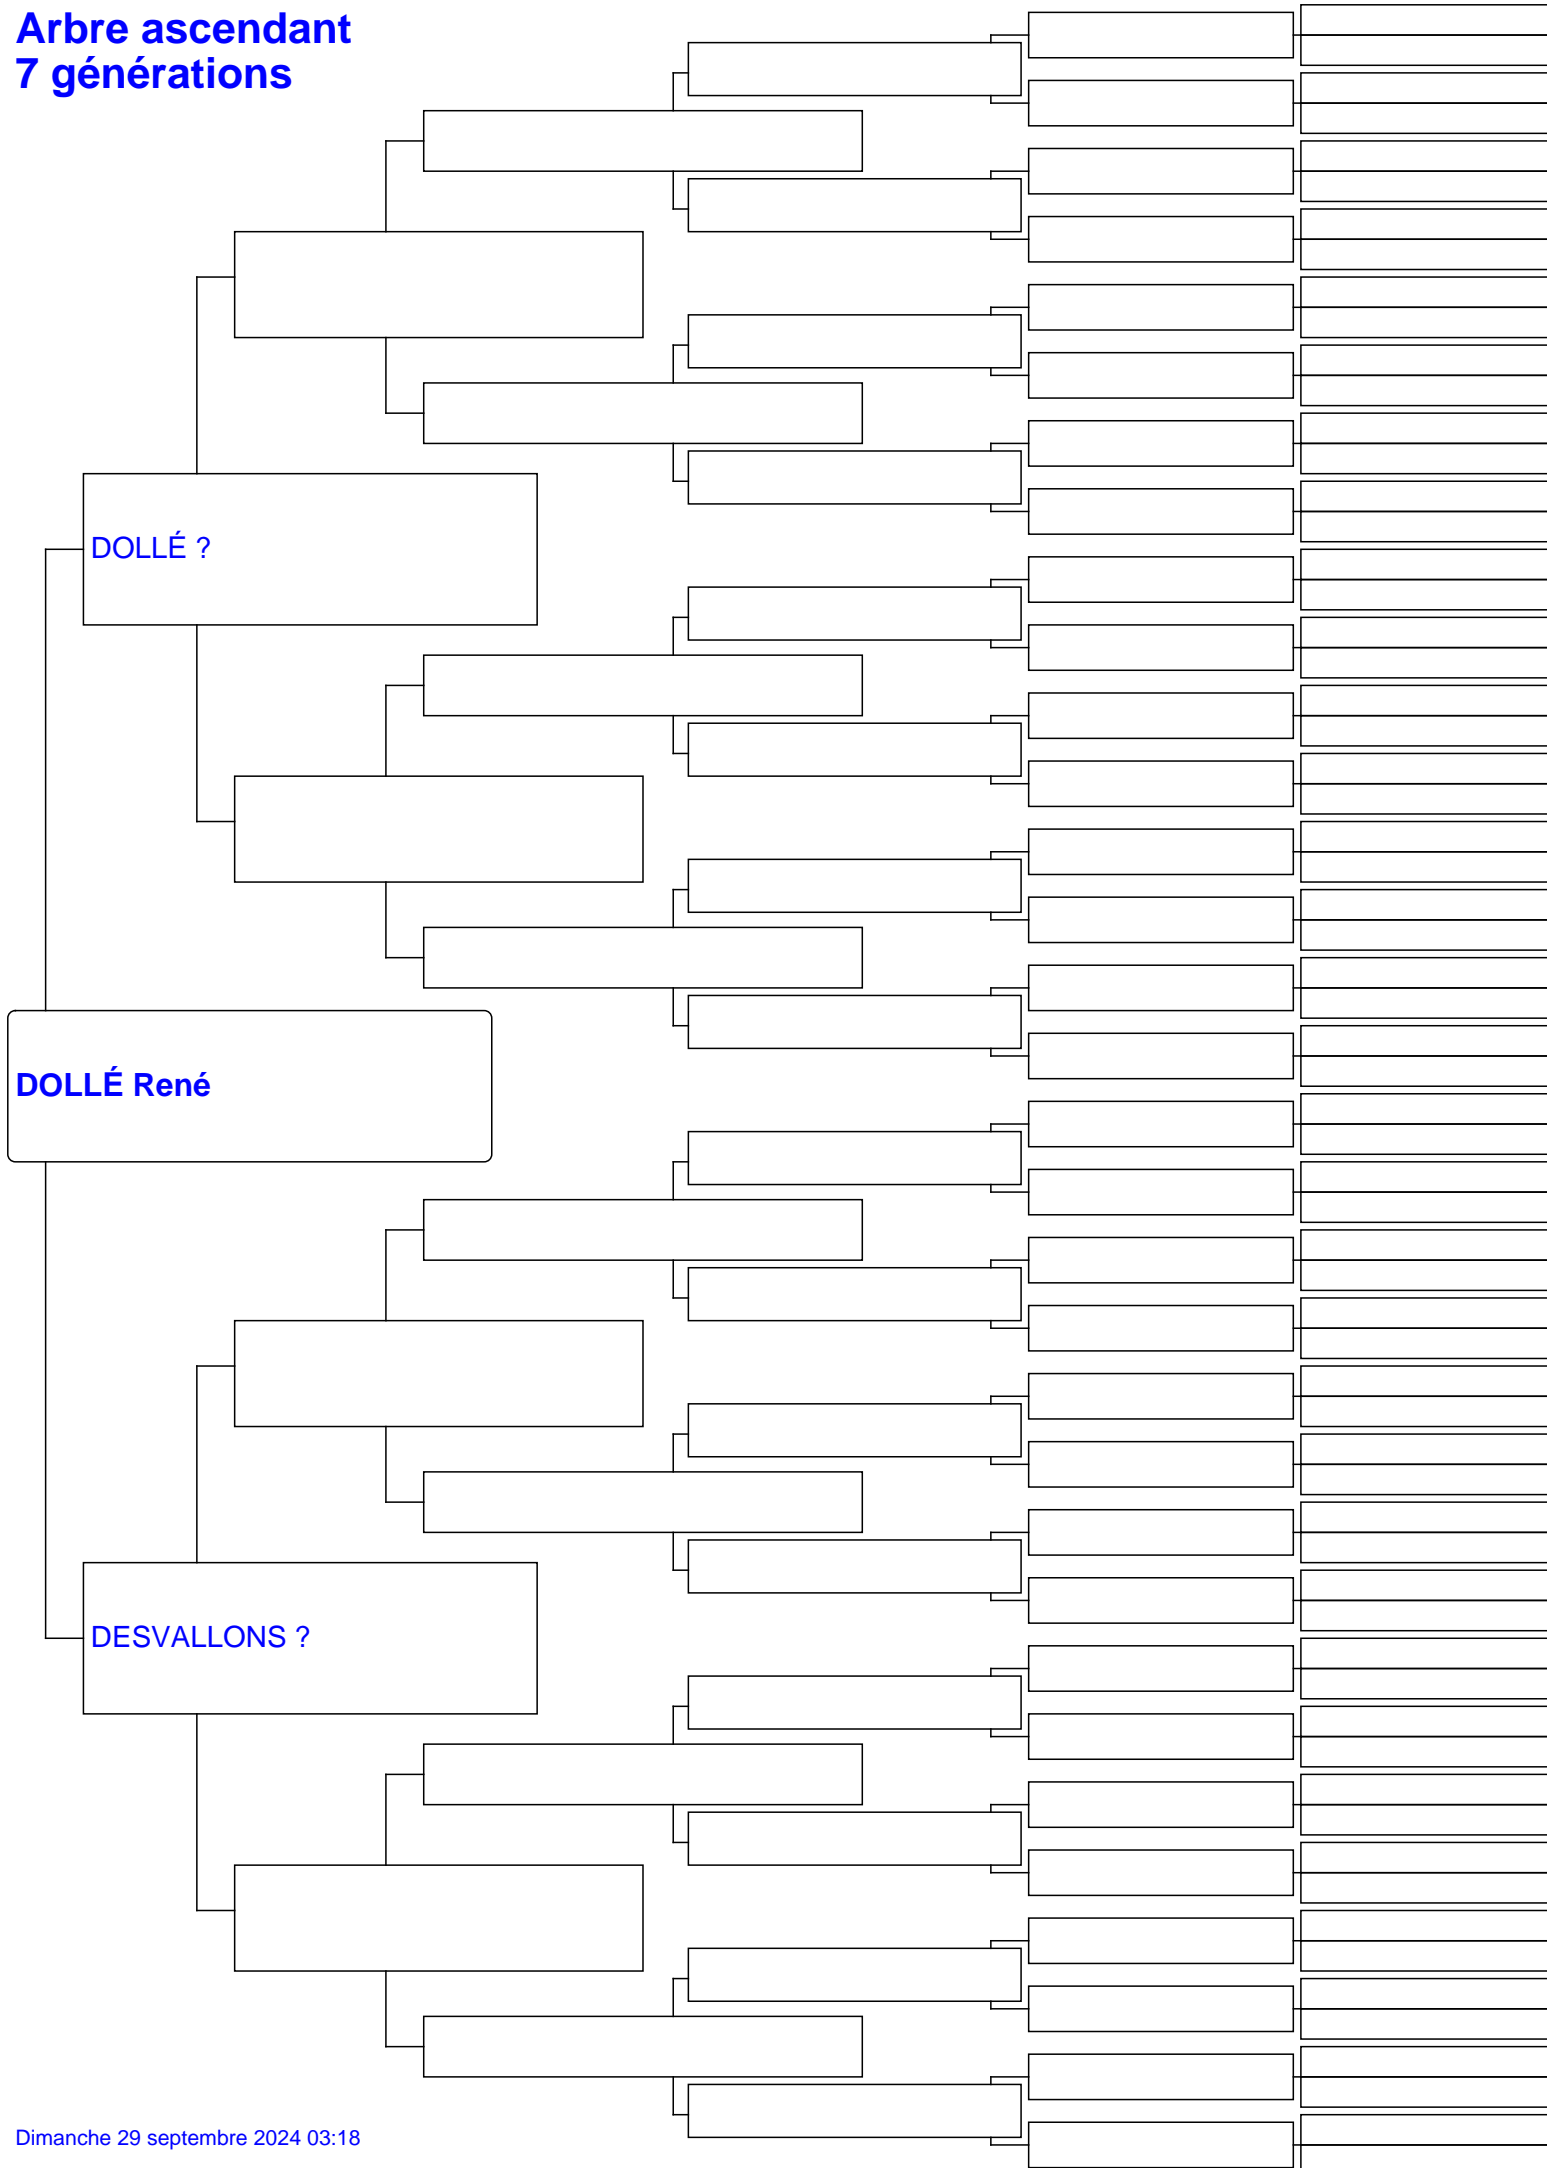 Arbre ascendant
7 générations
DOLLÉ ?
DOLLÉ René
DESVALLONS ?
Dimanche 29 septembre 2024 03:18